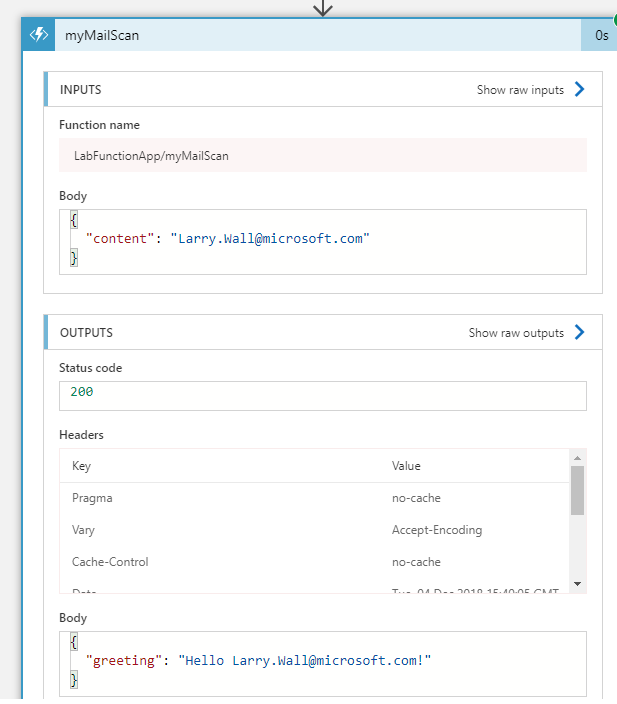 myMailScan 0s
INPUTS Show raw inputs
Function name
LabFunctionApp/myMailScan
Body
{
"content": "Larry.Wall@microsoft.com"
}
OUTPUTS Show raw outputs
Status code
200
Headers
Key Value
Pragma no-cache
Vary Accept-Encoding
Cache-Control no-cache
Date Tue, 04 Dec 2018 15:40:05 GMT
Body
{
"greeting": "Hello Larry.Wall@microsoft.com!"
}